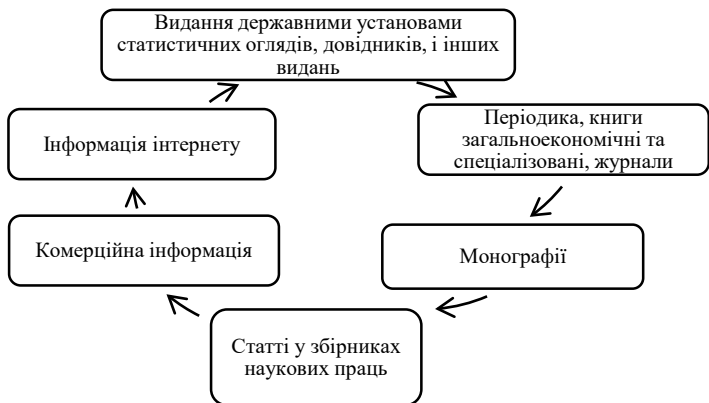 Видання державними установами
статистичних оглядів, довідників, і інших
видань
Періодика, книги
загальноекономічні та
спеціалізовані, журнали
Монографії
Статті у збірниках
наукових праць
Комерційна інформація
Інформація інтернету